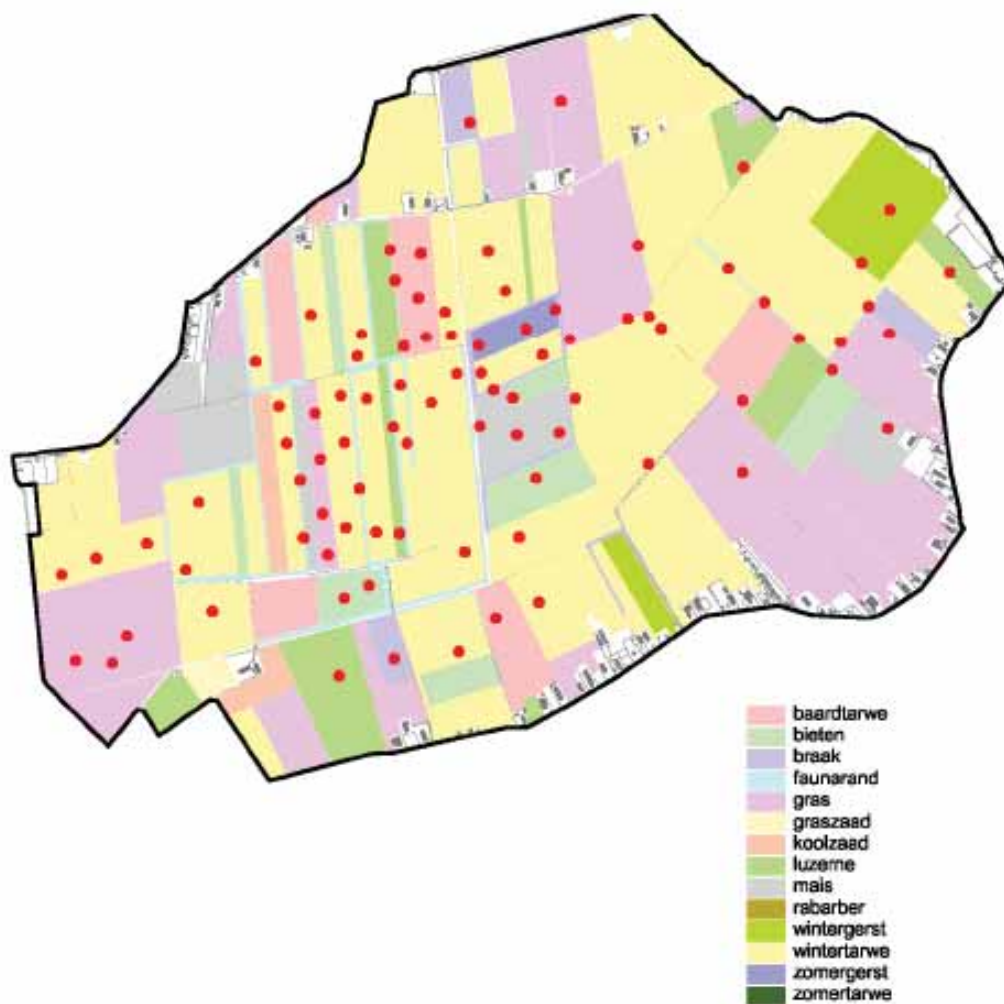 baardtarwe
bieten
braak
faunarand
gras
graszaad
koolzaad
luzerne
mais
rabarber
wintergerst
wintertarwe
zomergerst
zomertarwe